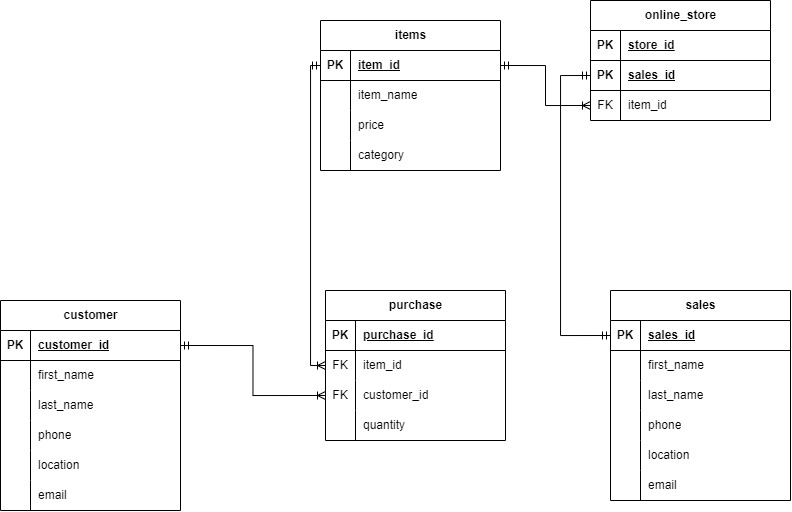 items
PK item_id
item_name
price
category
online_store
PK store_id
PK sales_id
FK item_id
customer
PK customer_id
first_name
last_name
phone
location
email
purchase
PK purchase_id
FK item_id
FK customer_id
quantity
sales
PK sales_id
first_name
last_name
phone
location
email